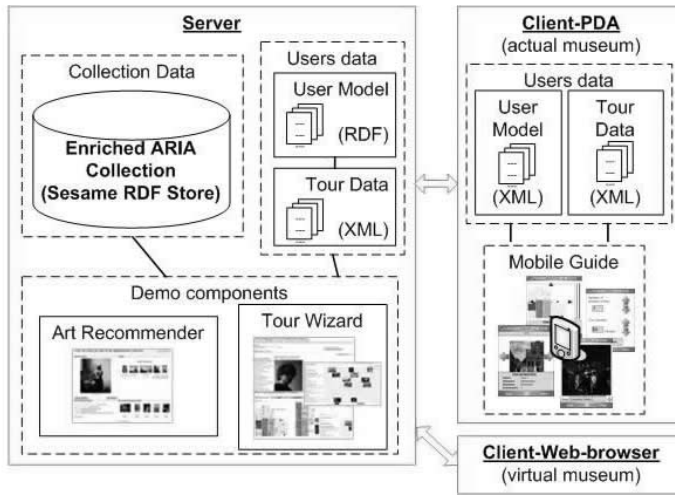 Server
Collection Data
Enriched ARIA
Collection
(Sesame RDF Store)
Users data
User Model
(RDF)
Tour Data
(XML)
Demo components
Art Recommender
Tour Wizard
Client-PDA
(actual museum)
Users data
User
Model
(XML)
Tour
Data
(XML)
Mobile Guide
Client-Web-browser
(virtual museum)